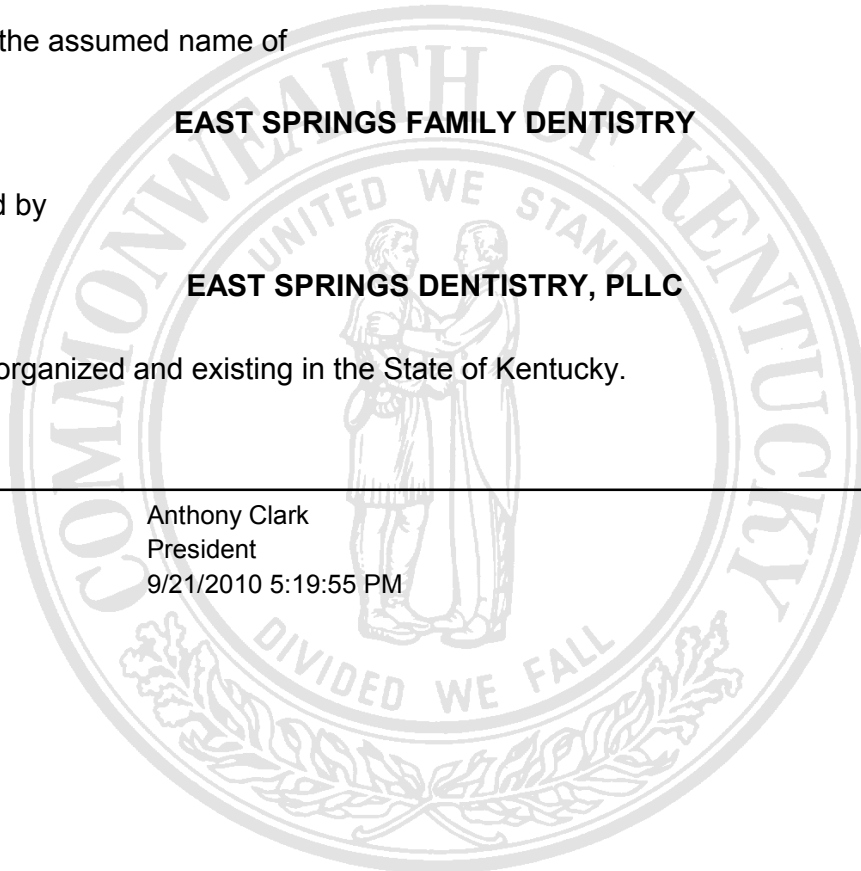 the assumed name of
EAST SPRINGS FAMILY DENTISTRY
d by
EAST SPRINGS DENTISTRY, PLLC
organized and existing in the State of Kentucky.
Anthony Clark
President
9/21/2010 5:19:55 PM
COMMONWEALTH OF KENTUCKY
UNITED WE STAND
DIVIDED WE FALL